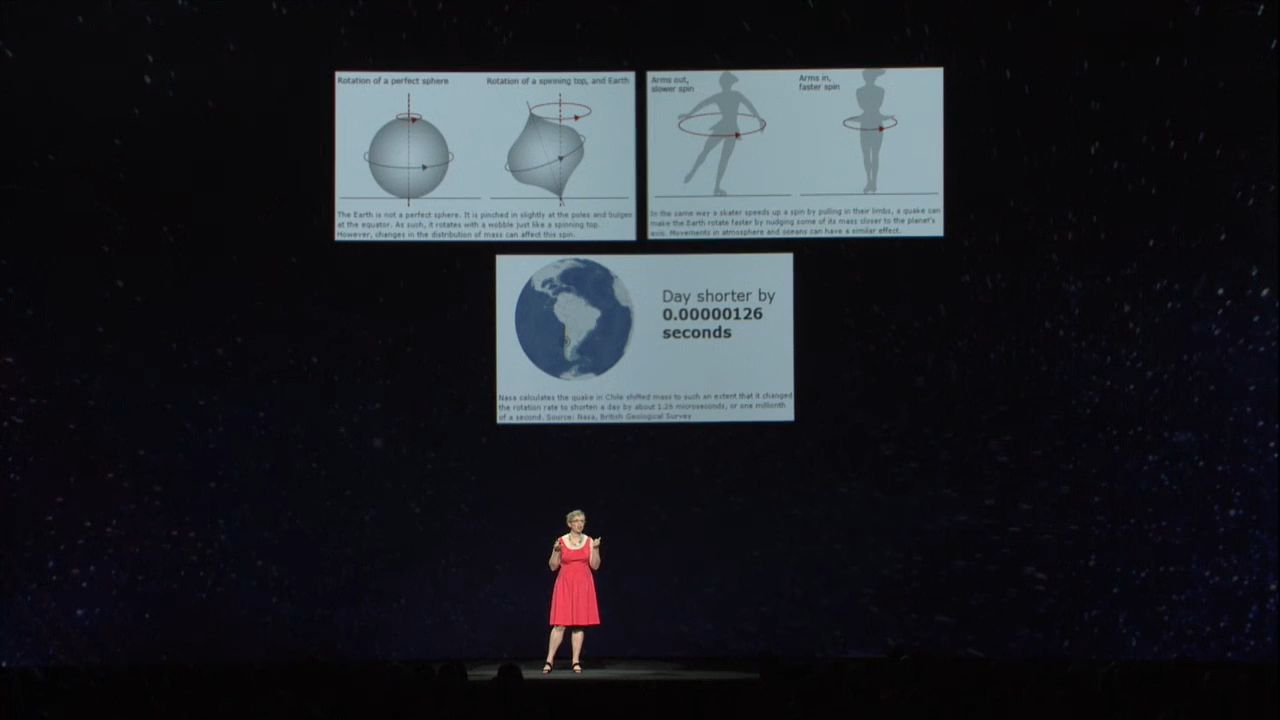 Rotation of a perfect sphere
Rotation of a spinning top, and Earth
The Earth is not a perfect sphere. It is pinched in slightly at the poles and bulges
at the equator. As such, it rotates with a wobble just like a spinning top.
However, changes in the distribution of mass can affect this spin.
Arms out,
slower spin
Arms in,
faster spin
In the same way a skater speeds up a spin by pulling in their limbs, a quake can
make the Earth rotate faster by nudging some of its mass closer to the planet's
axis. Movements in atmosphere and oceans can have a similar effect.
Day shorter by
0.00000126
seconds
Nasa calculates the quake in Chile shifted mass to such an extent that it changed
the rotation rate to shorten a day by about 1.26 microseconds, or one millionth
of a second. Source: Nasa, British Geological Survey